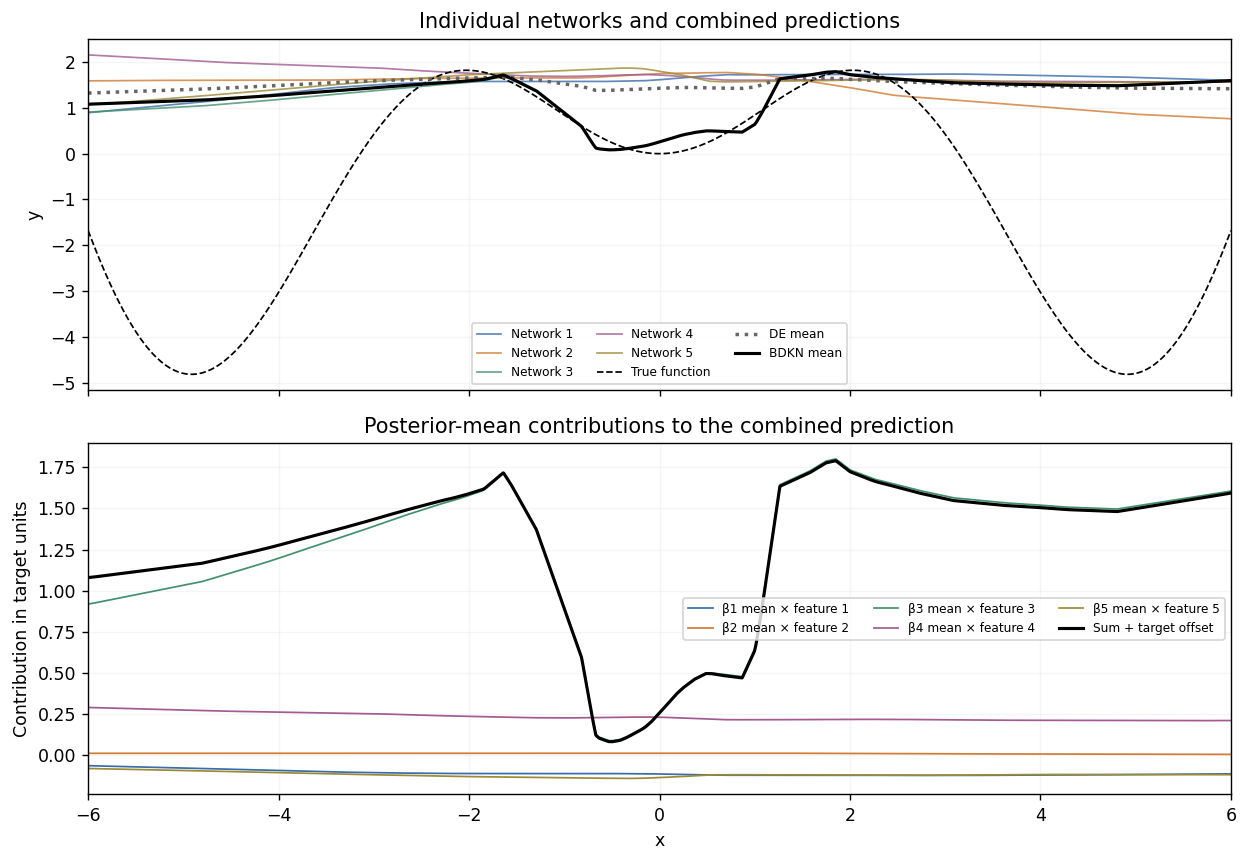 Individual networks and combined predictions
2
1
0
−1
−2
−3
−4
−5
y
Network 1
Network 2
Network 3
Network 4
Network 5
True function
DE mean
BDKN mean
Posterior-mean contributions to the combined prediction
1.75
1.50
1.25
1.00
0.75
0.50
0.25
0.00
Contribution in target units
β1 mean × feature 1
β2 mean × feature 2
β3 mean × feature 3
β4 mean × feature 4
β5 mean × feature 5
Sum + target offset
−6
−4
−2
0
2
4
6
x